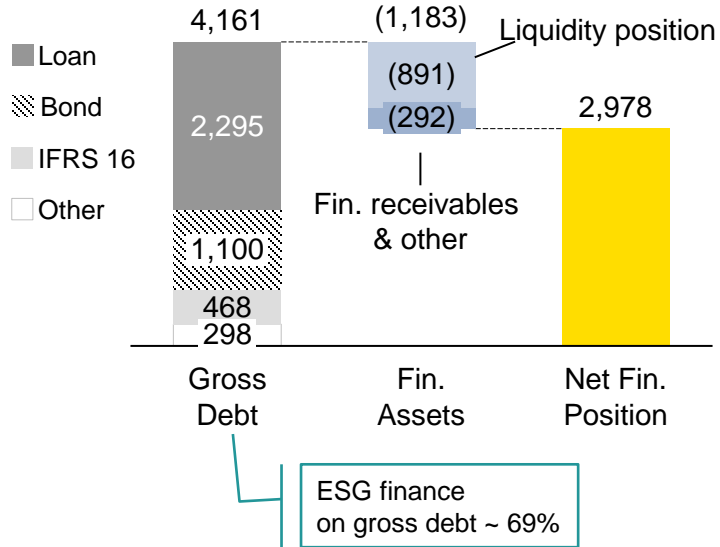 4,161
(1,183)
Liquidity position
Loan
Bond
IFRS 16
Other
2,295
1,100
468
298
(891)
(292)
2,978
Fin. receivables
& other
Gross
Debt
Fin.
Assets
Net Fin.
Position
ESG finance
on gross debt ~ 69%